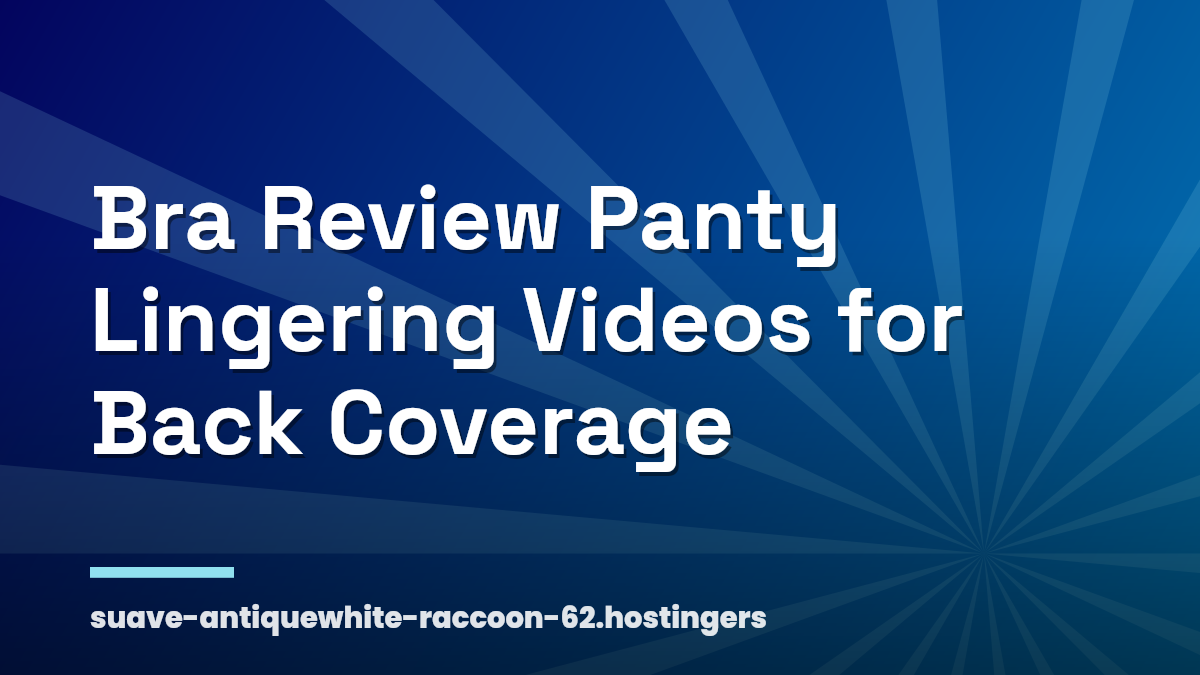 Bra Review Panty
Lingering Videos for
Back Coverage
suave-antiquewhite-raccoon-62.hostingers